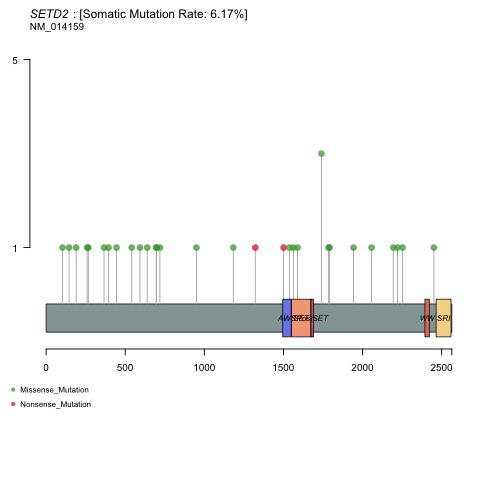 SETD2 : [Somatic Mutation Rate: 6.17%]
NM_014159
5
1
AWS SET PostSET WW SRI
0 500 1000 1500 2000 2500
Missense_Mutation
Nonsense_Mutation